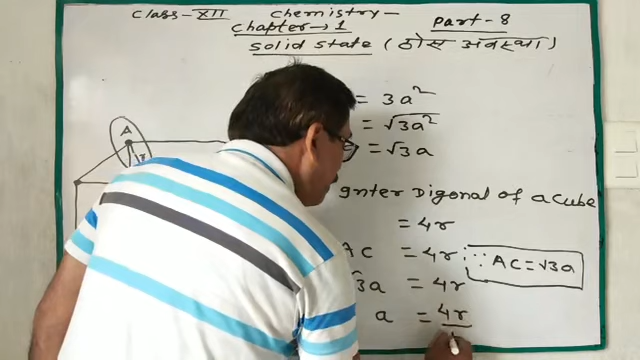 Class-XII Chemistry- Part-8
Chapter→1
Solid state (ठोस अवस्था)
A
= 3a²
= √3a²
= √3a
Inter Digonal of a Cube
= 4r
AC = 4r ∵ AC=√3a
√3a = 4r
a = 4r